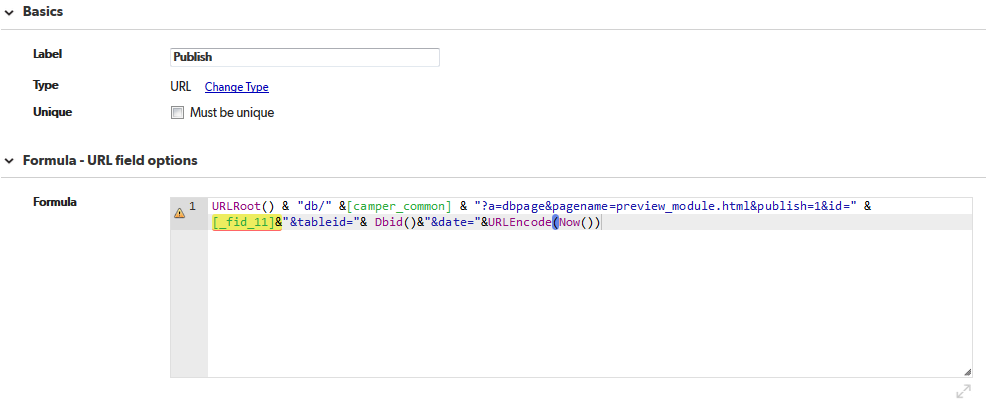 Basics
Label Publish
Type URL Change Type
Unique Must be unique
Formula - URL field options
Formula 1 URLRoot() & "db/" &[camper_common] & "?a=dbpage&pagename=preview_module.html&publish=1&id=" &
[_fid_11]&"&tableid="& Dbid()&"&date="&URLEncode(Now())